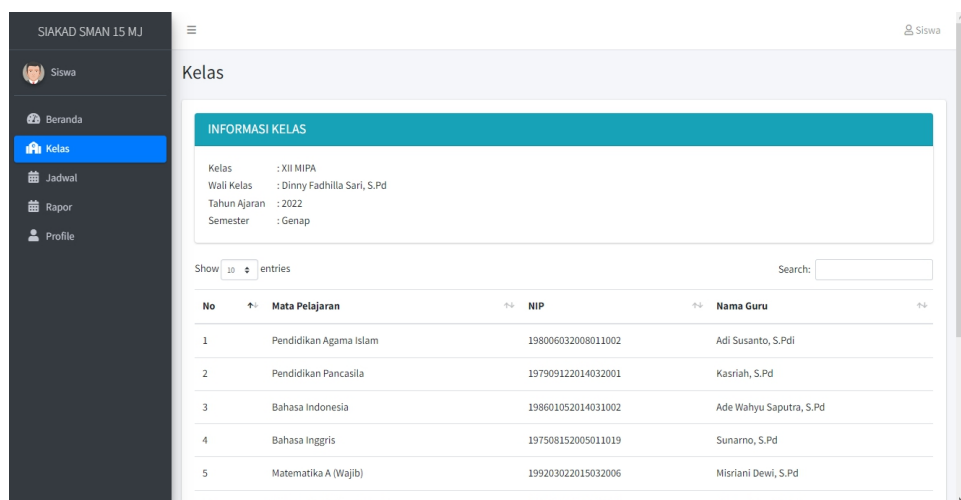 SIAKAD SMAN 15 MJ
Siswa
Siswa
Beranda
Kelas
Jadwal
Rapor
Profile
Kelas
INFORMASI KELAS
Kelas : XII MIPA
Wali Kelas : Dinny Fadhilla Sari, S.Pd
Tahun Ajaran : 2022
Semester : Genap
Show 10 entries Search:
No Mata Pelajaran NIP Nama Guru
1 Pendidikan Agama Islam 198006032008011002 Adi Susanto, S.Pdi
2 Pendidikan Pancasila 197909122014032001 Kasriah, S.Pd
3 Bahasa Indonesia 198601052014031002 Ade Wahyu Saputra, S.Pd
4 Bahasa Inggris 197508152005011019 Sunarno, S.Pd
5 Matematika A (Wajib) 199203022015032006 Misriani Dewi, S.Pd